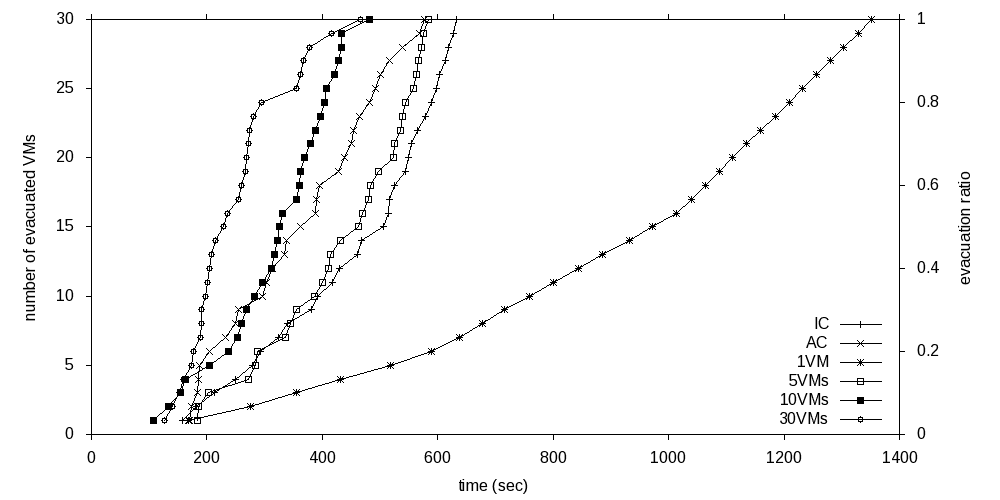 30
25
20
15
10
5
0
number of evacuated VMs
1
0.8
0.6
0.4
0.2
0
evacuation ratio
IC
AC
1VM
5VMs
10VMs
30VMs
0 200 400 600 800 1000 1200 1400
time (sec)